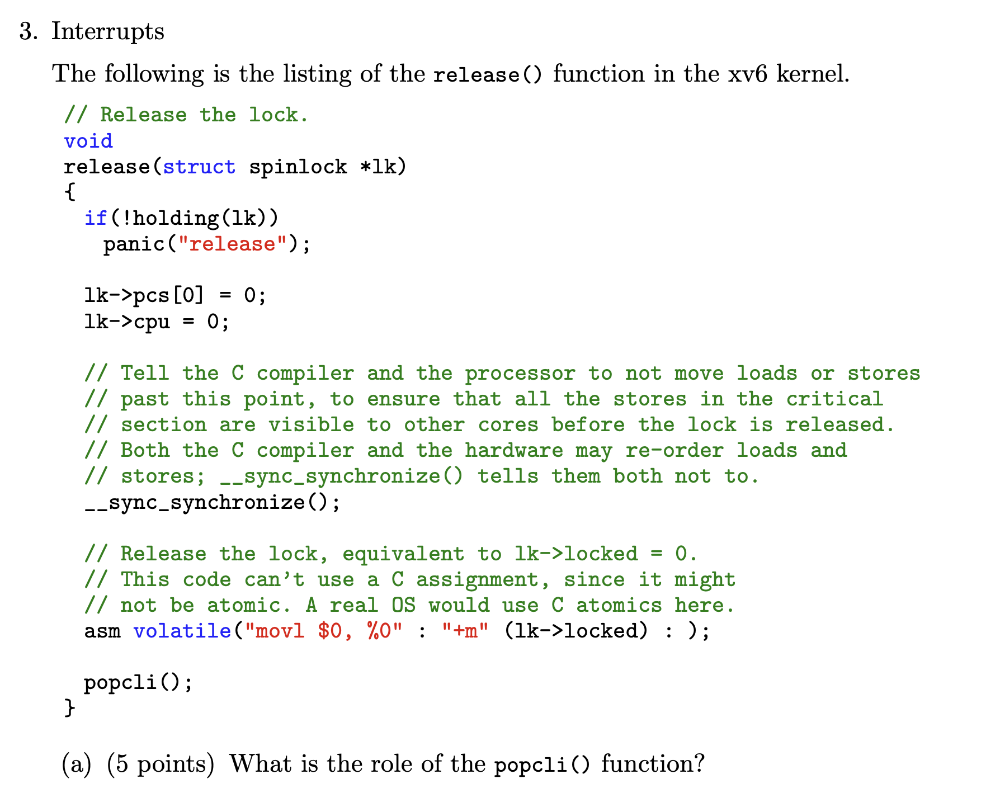 3. Interrupts
The following is the listing of the release() function in the xv6 kernel.
// Release the lock.
void
release(struct spinlock *lk)
{
  if(!holding(lk))
    panic("release");

  lk->pcs[0] = 0;
  lk->cpu = 0;

  // Tell the C compiler and the processor to not move loads or stores
  // past this point, to ensure that all the stores in the critical
  // section are visible to other cores before the lock is released.
  // Both the C compiler and the hardware may re-order loads and
  // stores; __sync_synchronize() tells them both not to.
  __sync_synchronize();

  // Release the lock, equivalent to lk->locked = 0.
  // This code can't use a C assignment, since it might
  // not be atomic. A real OS would use C atomics here.
  asm volatile("movl $0, %0" : "+m" (lk->locked) : );

  popcli();
}
(a) (5 points) What is the role of the popcli() function?